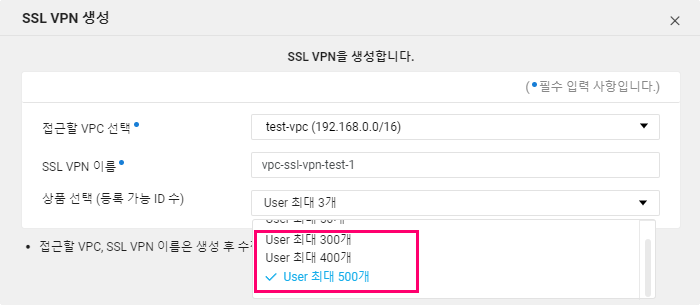 SSL VPN 생성
SSL VPN을 생성합니다.
(•필수 입력 사항입니다.)
접근할 VPC 선택•
test-vpc (192.168.0.0/16)
SSL VPN 이름•
vpc-ssl-vpn-test-1
상품 선택 (등록 가능 ID 수)
User 최대 3개
User 최대 300개
User 최대 400개
✓ User 최대 500개
• 접근할 VPC, SSL VPN 이름은 생성 후